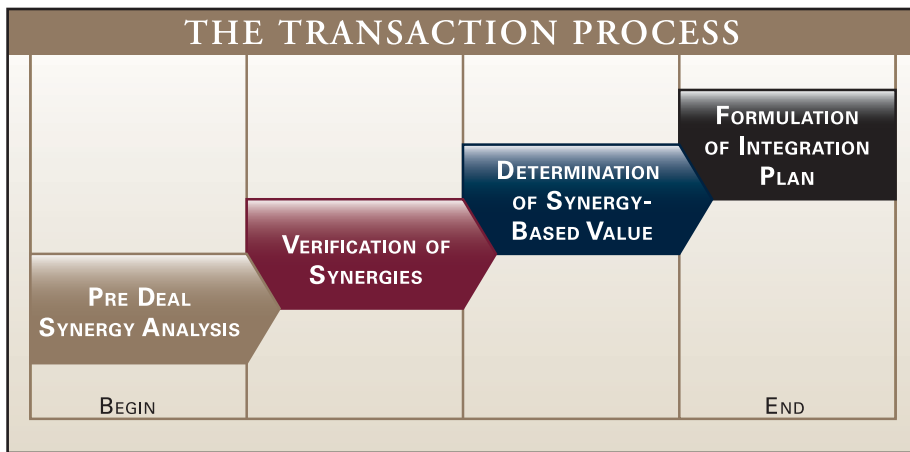 THE TRANSACTION PROCESS
FORMULATION
OF INTEGRATION
PLAN
DETERMINATION
OF SYNERGY-
BASED VALUE
VERIFICATION OF
SYNERGIES
PRE DEAL
SYNERGY ANALYSIS
BEGIN
END